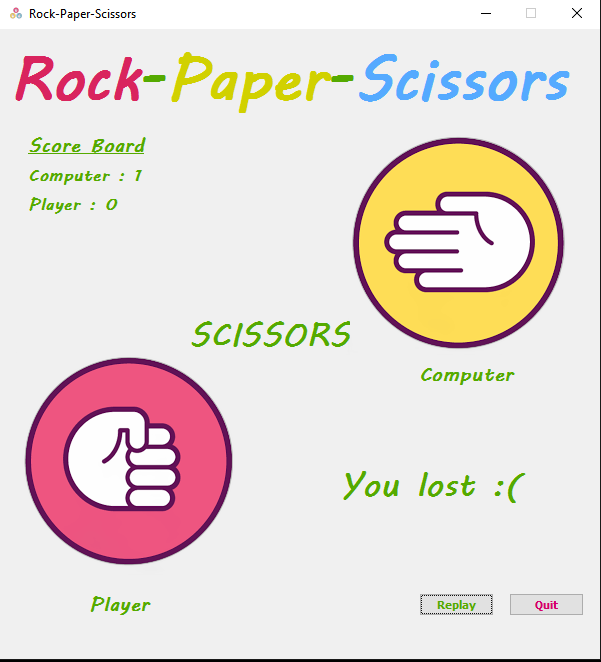 Rock-Paper-Scissors
Rock-Paper-Scissors
Score Board
Computer : 1
Player : 0
SCISSORS
Computer
You lost :(
Player
Replay
Quit